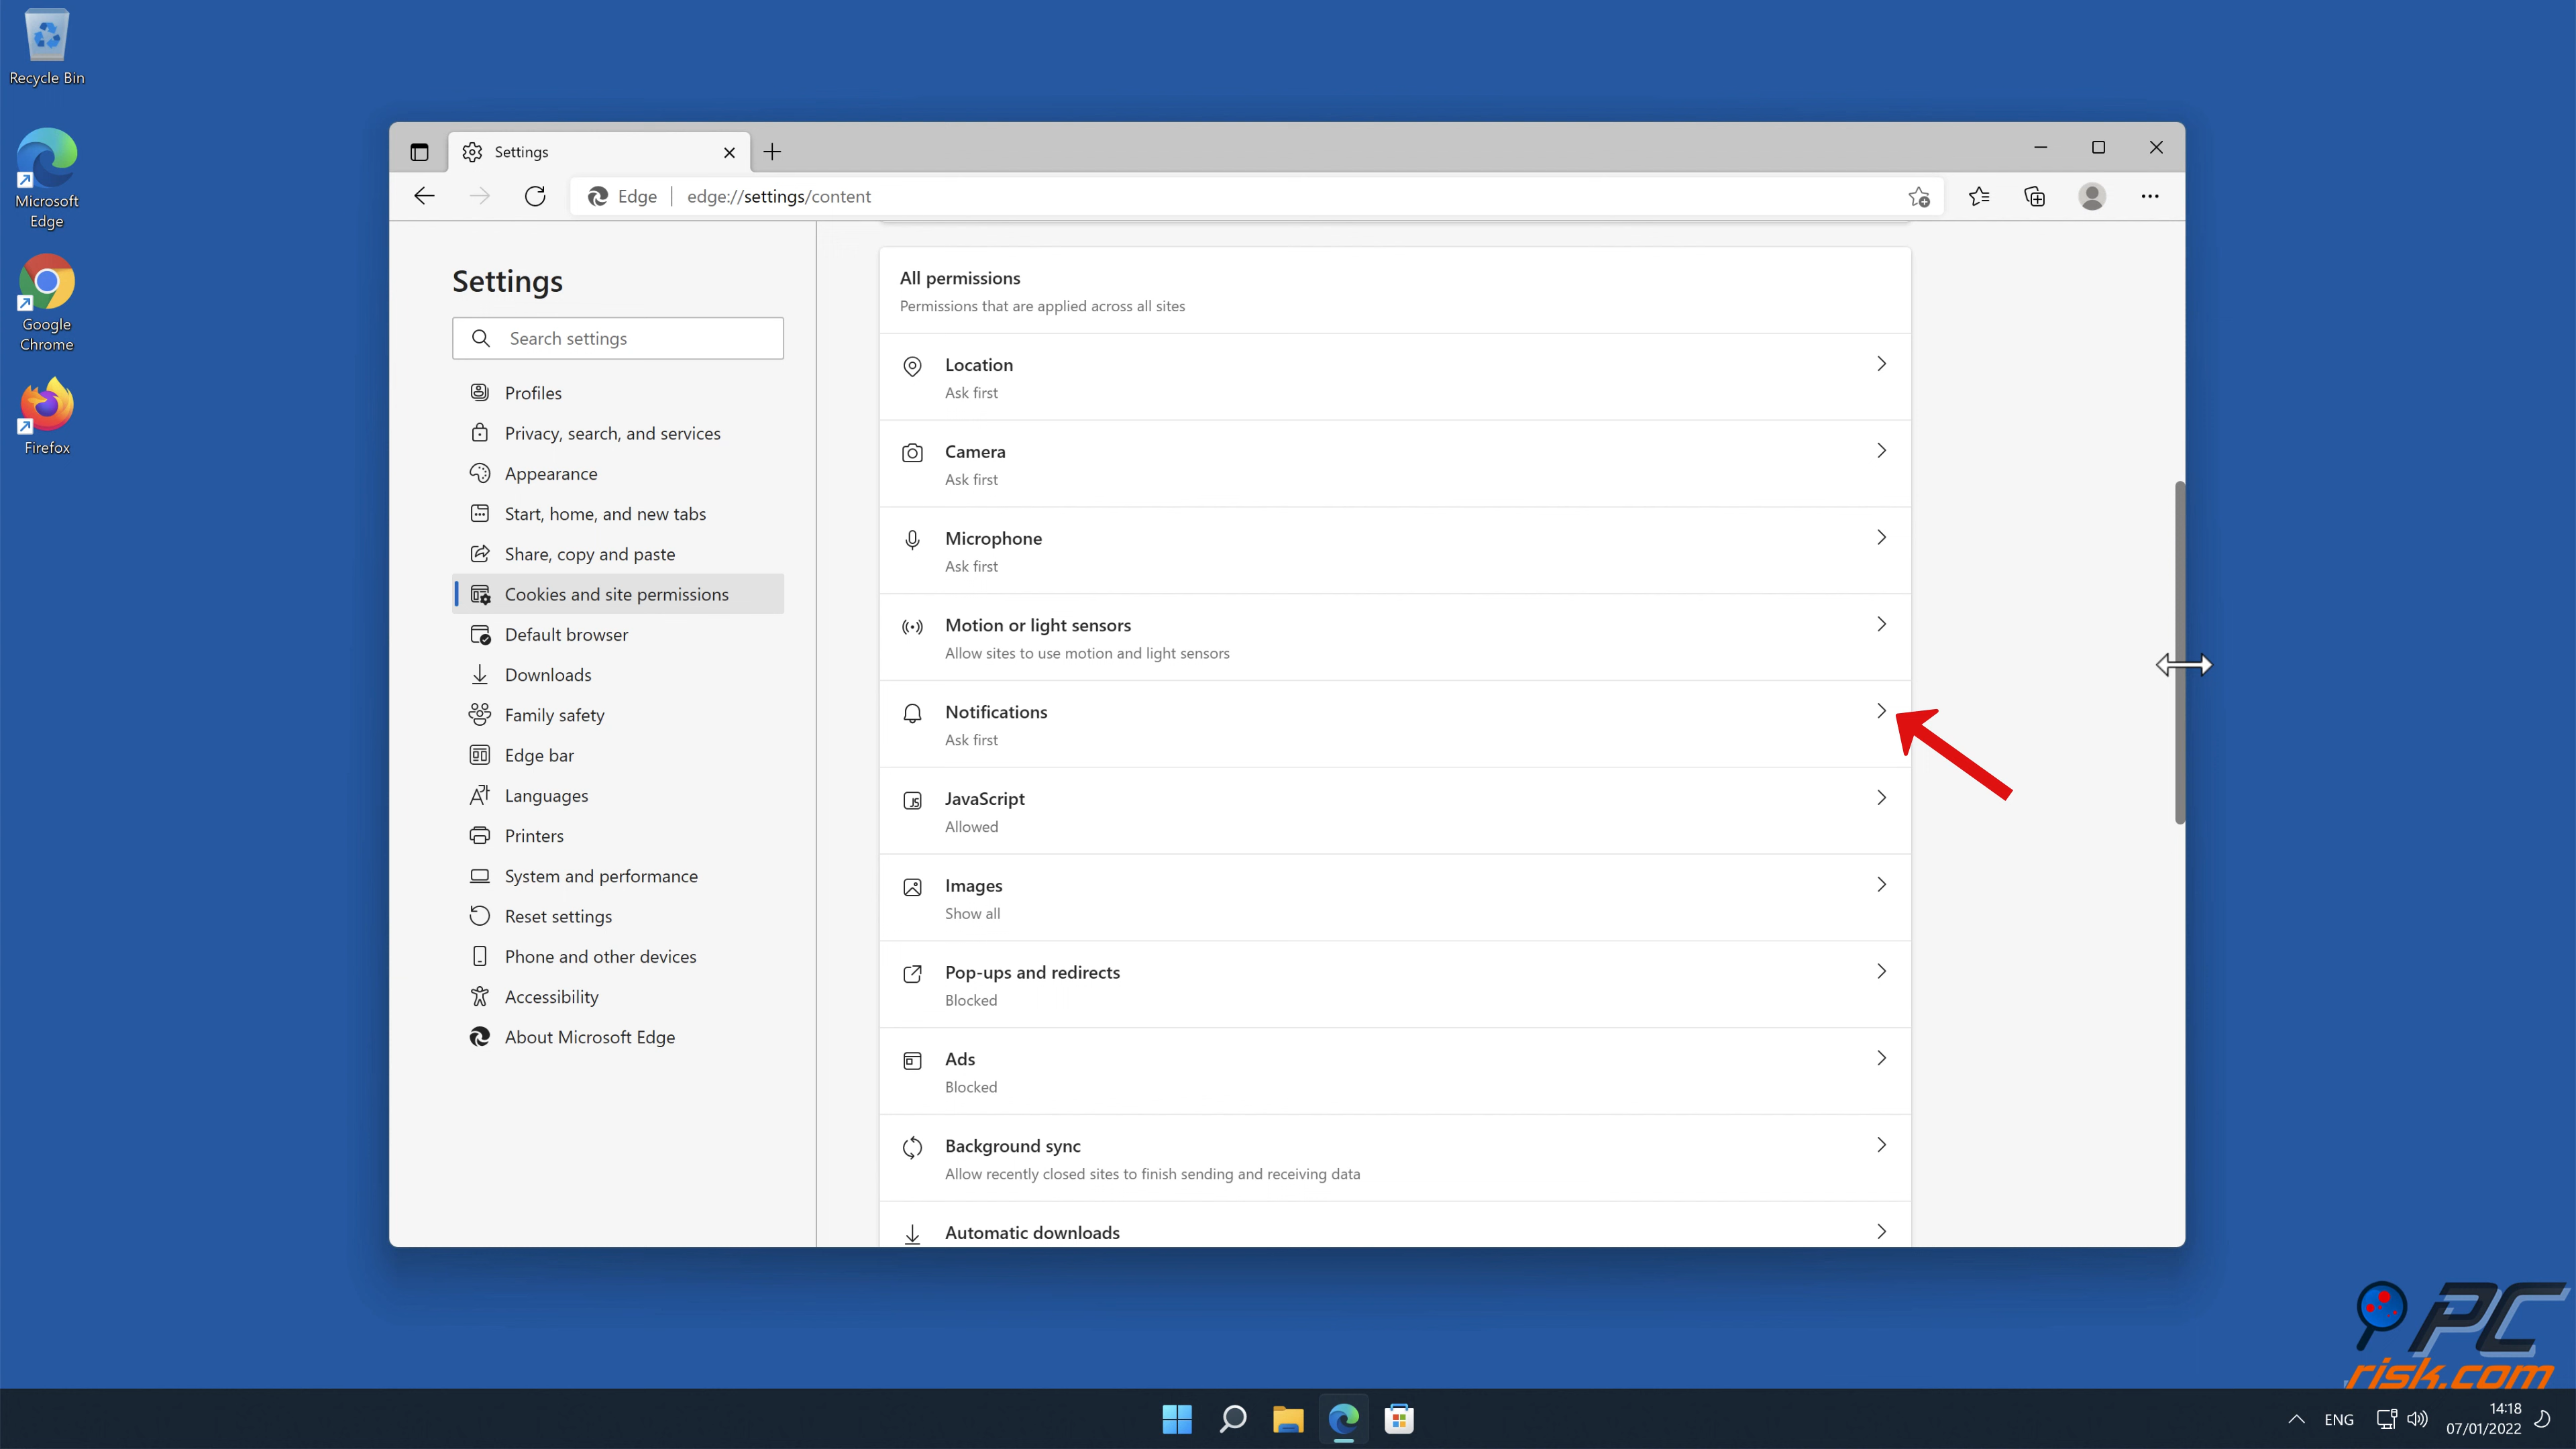 Recycle Bin
Microsoft
Edge
Google
Chrome
Firefox
Settings
Edge
edge://settings/content
Settings
Search settings
Profiles
Privacy, search, and services
Appearance
Start, home, and new tabs
Share, copy and paste
Cookies and site permissions
Default browser
Downloads
Family safety
Edge bar
Languages
Printers
System and performance
Reset settings
Phone and other devices
Accessibility
About Microsoft Edge
All permissions
Permissions that are applied across all sites
Location
Ask first
Camera
Ask first
Microphone
Ask first
Motion or light sensors
Allow sites to use motion and light sensors
Notifications
Ask first
JavaScript
Allowed
Images
Show all
Pop-ups and redirects
Blocked
Ads
Blocked
Background sync
Allow recently closed sites to finish sending and receiving data
Automatic downloads
PC
risk.com
ENG
14:18
07/01/2022